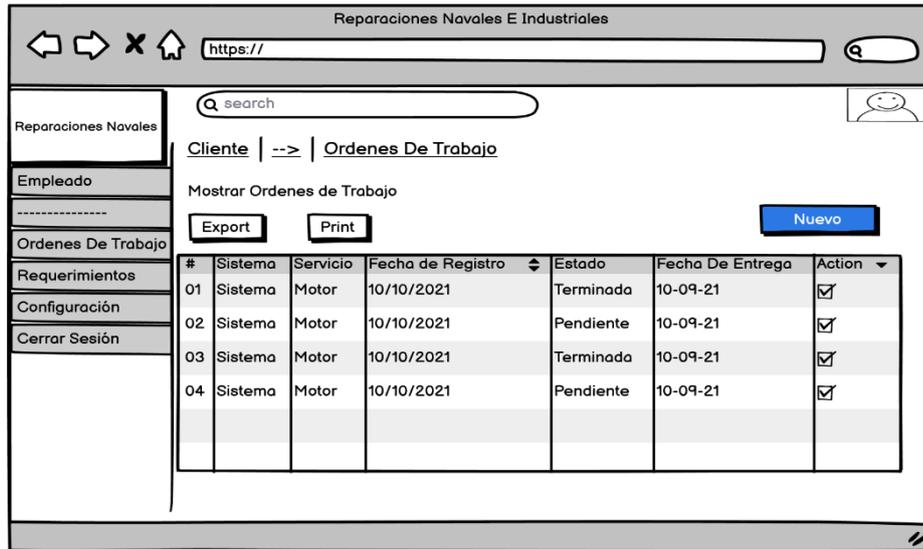 Reparaciones Navales E Industriales
https://
search
Reparaciones Navales
Cliente | --> | Ordenes De Trabajo
Empleado
---------------
Ordenes De Trabajo
Requerimientos
Configuración
Cerrar Sesión
Mostrar Ordenes de Trabajo
Export Print Nuevo
# Sistema Servicio Fecha de Registro Estado Fecha De Entrega Action
01 Sistema Motor 10/10/2021 Terminada 10-09-21
02 Sistema Motor 10/10/2021 Pendiente 10-09-21
03 Sistema Motor 10/10/2021 Terminada 10-09-21
04 Sistema Motor 10/10/2021 Pendiente 10-09-21